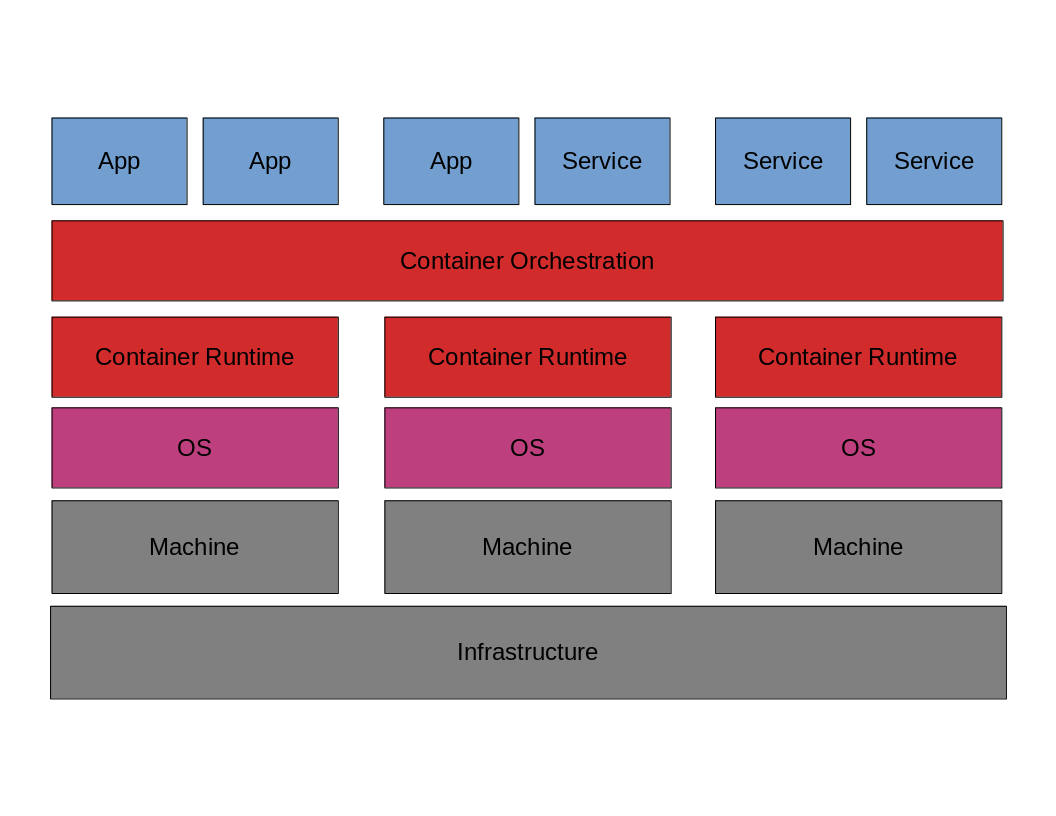 App App App Service Service Service
Container Orchestration
Container Runtime Container Runtime Container Runtime
OS OS OS
Machine Machine Machine
Infrastructure